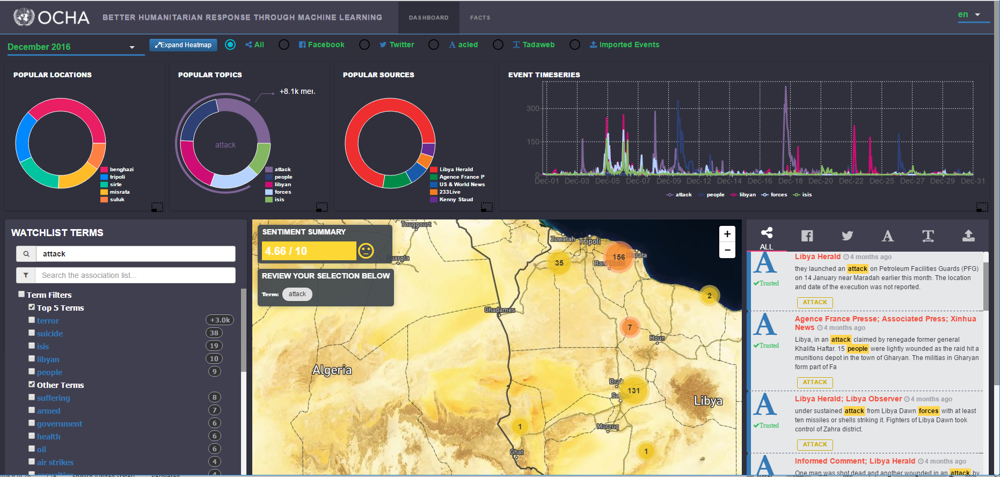 OCHA
BETTER HUMANITARIAN RESPONSE THROUGH MACHINE LEARNING
DASHBOARD
FACTS
en
December 2016
Expand Heatmap
All
Facebook
Twitter
acled
Tadaweb
Imported Events
POPULAR LOCATIONS
benghazi
tripoli
sirte
misrata
suluk
POPULAR TOPICS
+8.1k
attack
attack
people
libyan
forces
isis
POPULAR SOURCES
Libya Herald
Agence France P
US & World News
233Live
Kenny Staud
EVENT TIMESERIES
300
150
0
Dec-01 Dec-03 Dec-05 Dec-07 Dec-09 Dec-12 Dec-14 Dec-16 Dec-18 Dec-20 Dec-22 Dec-25 Dec-27 Dec-29 Dec-31
attack people libyan forces isis
WATCHLIST TERMS
attack
Search the association list...
Term Filters
Top 5 Terms
terror +3.0k
suicide 38
isis 19
libyan 10
people 9
Other Terms
suffering 8
armed 7
government 6
health 6
oil 6
air strikes 4
SENTIMENT SUMMARY
4.66 / 10
REVIEW YOUR SELECTION BELOW
Term: attack
+
−
Touggourt
Zuwarah
Tripoli
35
156
2
Ghadames
7
Houn
Algeria
Brak
131
Libya
1
Murzuq
Ghat
1
ALL
Libya Herald 4 months ago
Trusted
they launched an attack on Petroleum Facilities Guards (PFG)
on 14 January near Maradah earlier this month. The location
and date of the execution was not reported.
ATTACK
Agence France Presse; Associated Press; Xinhua
News 4 months ago
Trusted
Libya, in an attack claimed by renegade former general
Khalifa Haftar. 15 people were lightly wounded as the raid hit a
munitions depot in the town of Gharyan. The militias in Gharyan
form part of Fa
ATTACK
Libya Herald; Libya Observer 4 months ago
Trusted
under sustained attack from Libya Dawn forces with at least
ten missiles or shells striking it. Fighters of Libya Dawn took
control of Zahra district.
ATTACK
Informed Comment; Libya Herald 4 months ago
One man was shot dead and another wounded in an attack by